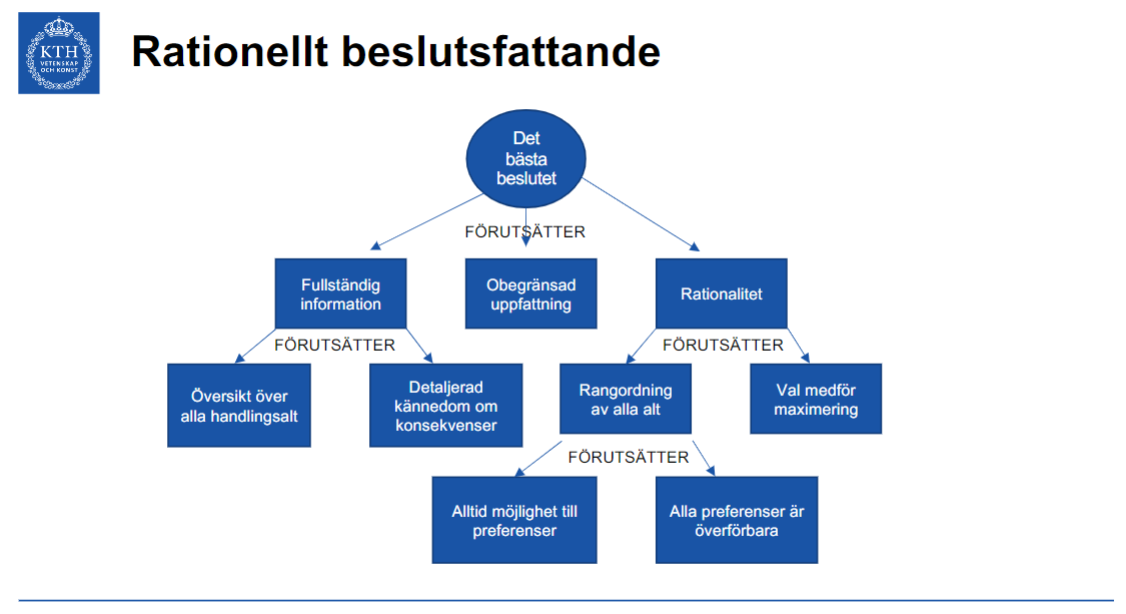 KTH
VETENSKAP
OCH KONST
Rationellt beslutsfattande
Det
bästa
beslutet
FÖRUTSÄTTER
Fullständig
information
Obegränsad
uppfattning
Rationalitet
FÖRUTSÄTTER
FÖRUTSÄTTER
Översikt över
alla handlingsalt
Detaljerad
kännedom om
konsekvenser
Rangordning
av alla alt
Val medför
maximering
FÖRUTSÄTTER
Alltid möjlighet till
preferenser
Alla preferenser är
överförbara